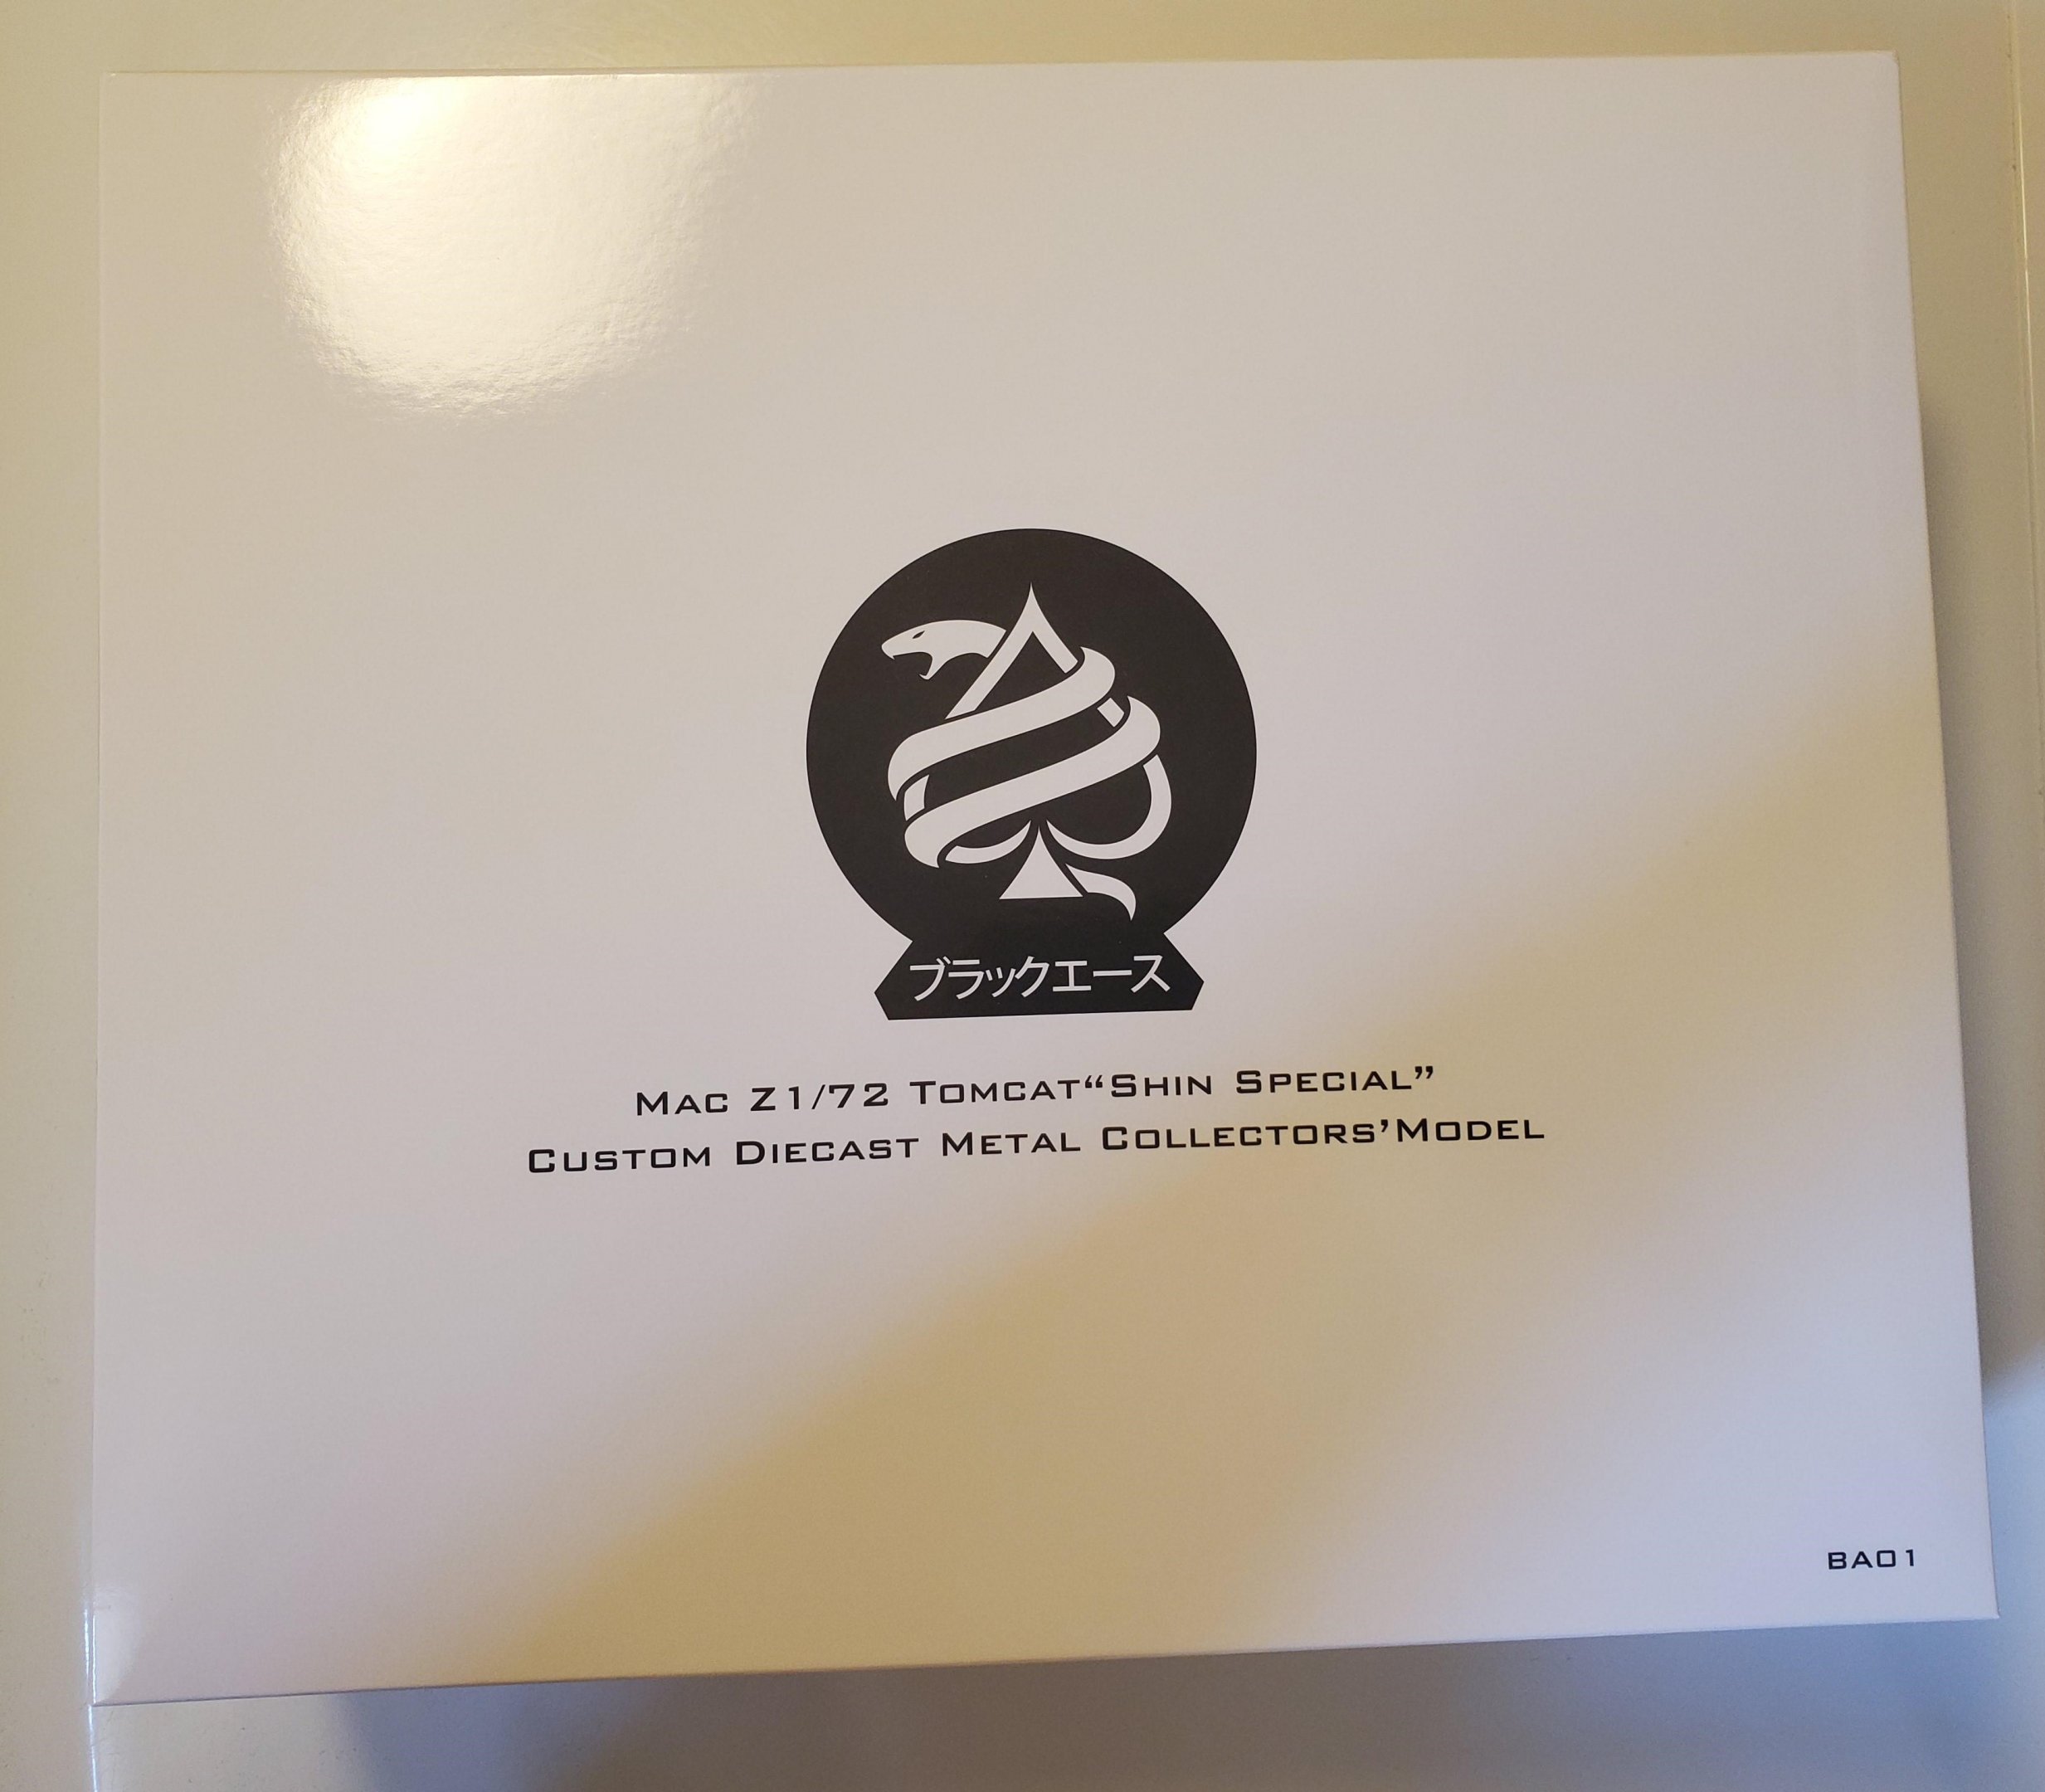 ブラックエース
MAC Z1/72 TOMCAT“SHIN SPECIAL”
CUSTOM DIECAST METAL COLLECTORS’MODEL
BA01